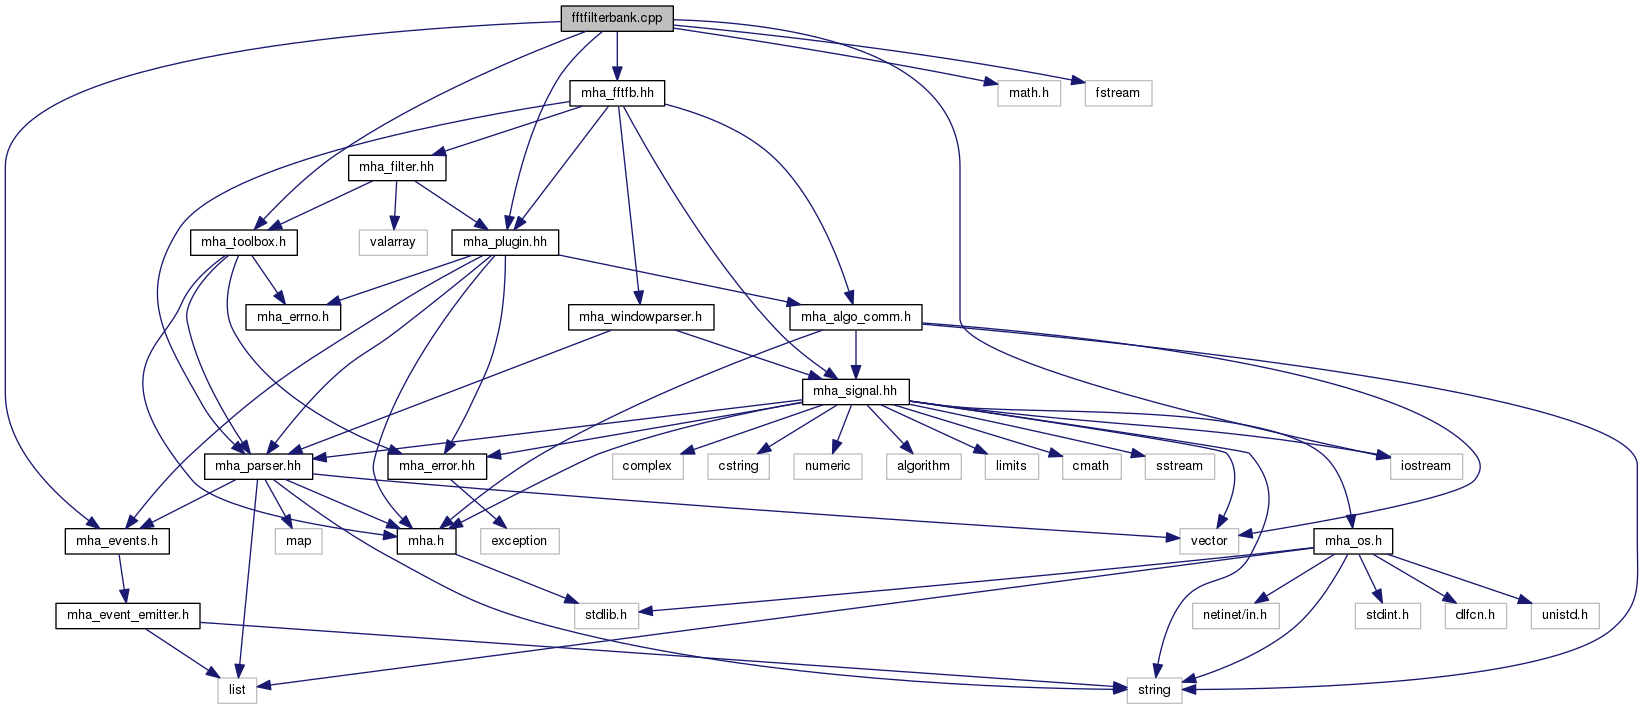 fftfilterbank.cpp
mha_fftfb.hh
math.h
fstream
mha_filter.hh
mha_toolbox.h
valarray
mha_plugin.hh
mha_errno.h
mha_windowparser.h
mha_algo_comm.h
mha_signal.hh
mha_parser.hh
mha_error.hh
complex
cstring
numeric
algorithm
limits
cmath
sstream
iostream
mha_events.h
map
mha.h
exception
vector
mha_os.h
mha_event_emitter.h
stdlib.h
netinet/in.h
stdint.h
dlfcn.h
unistd.h
list
string